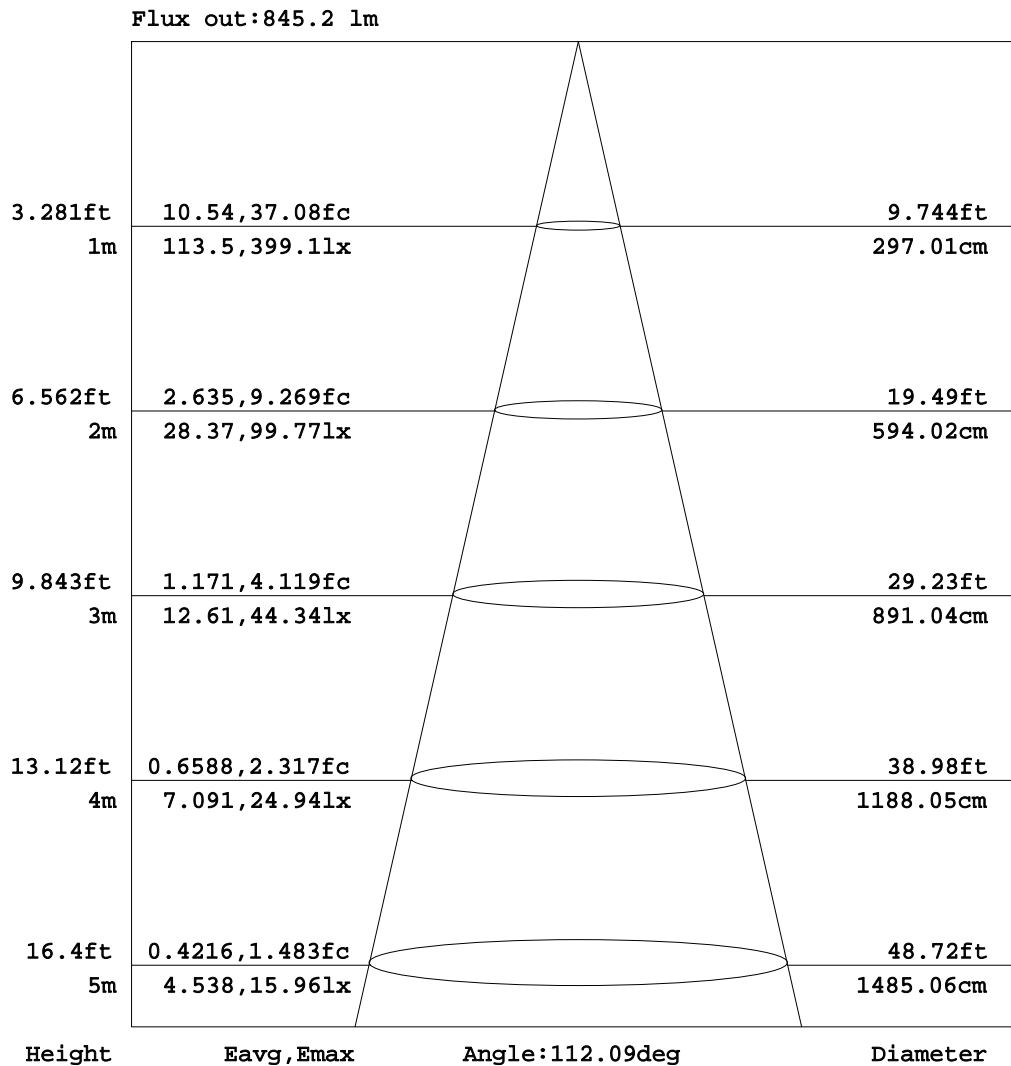 Flux out:845.2 lm
3.281ft 10.54,37.08fc 9.744ft
1m 113.5,399.1lx 297.01cm
6.562ft 2.635,9.269fc 19.49ft
2m 28.37,99.77lx 594.02cm
9.843ft 1.171,4.119fc 29.23ft
3m 12.61,44.34lx 891.04cm
13.12ft 0.6588,2.317fc 38.98ft
4m 7.091,24.94lx 1188.05cm
16.4ft 0.4216,1.483fc 48.72ft
5m 4.538,15.96lx 1485.06cm
Height Eavg,Emax Angle:112.09deg Diameter